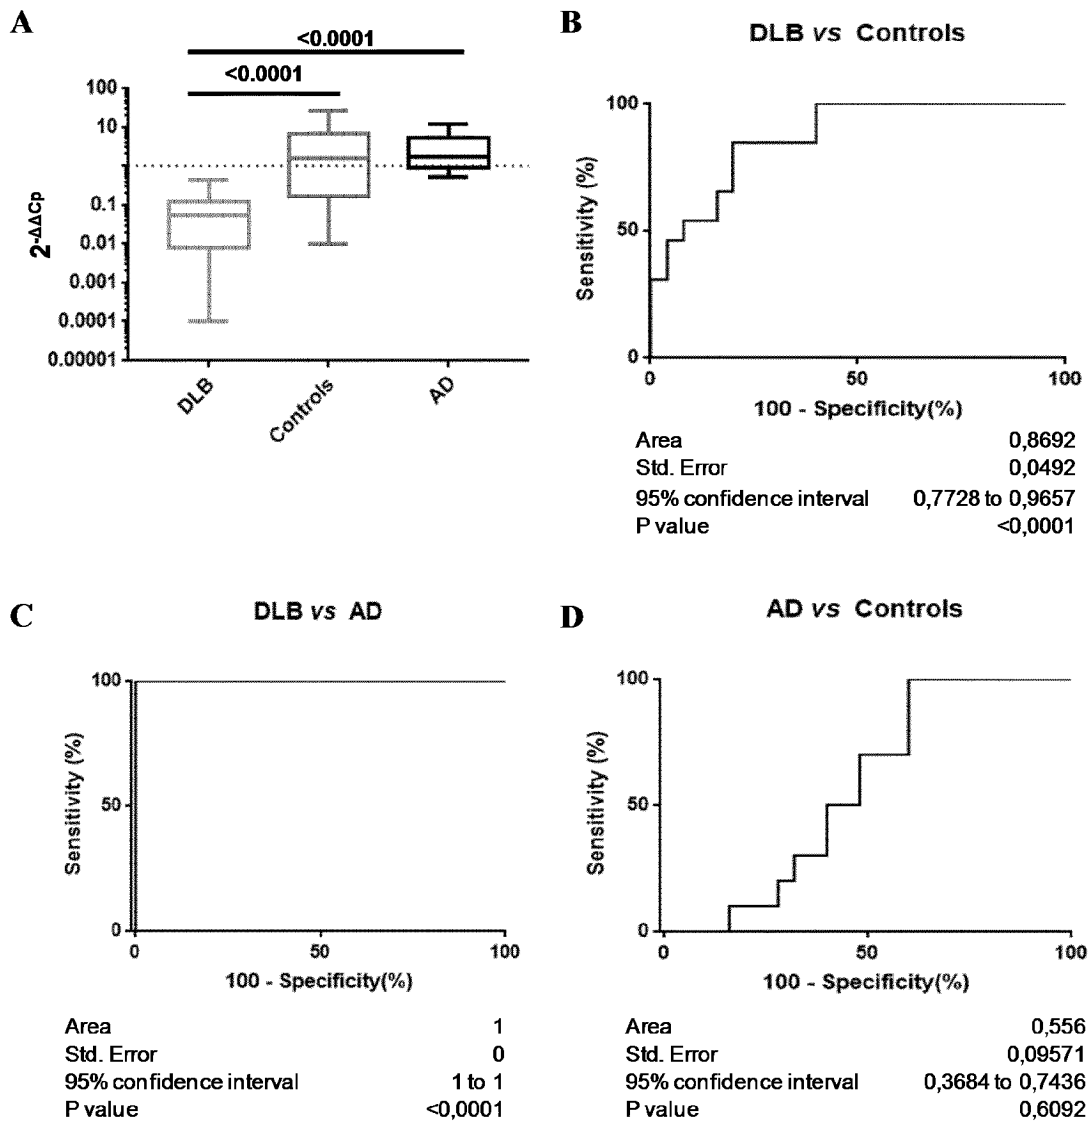 A
<0.0001
<0.0001
100
10
0.1
0.01
0.001
0.0001
0.00001
2-ΔΔCp
DLB
Controls
AD
B
DLB vs Controls
100
50
0
Sensitivity (%)
0 50 100
100 - Specificity(%)
Area 0,8692
Std. Error 0,0492
95% confidence interval 0,7728 to 0,9657
P value <0,0001
C
DLB vs AD
100
50
0
Sensitivity (%)
0 50 100
100 - Specificity(%)
Area 1
Std. Error 0
95% confidence interval 1 to 1
P value <0,0001
D
AD vs Controls
100
50
0
Sensitivity (%)
0 50 100
100 - Specificity(%)
Area 0,556
Std. Error 0,09571
95% confidence interval 0,3684 to 0,7436
P value 0,6092